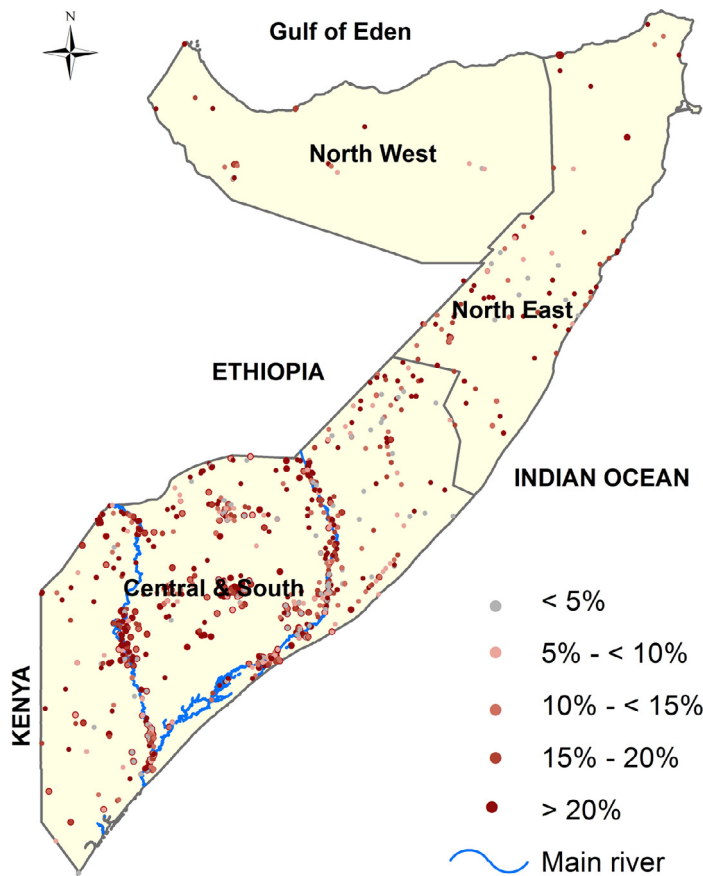 N
Gulf of Eden
North West
North East
ETHIOPIA
INDIAN OCEAN
Central & South
KENYA
< 5%
5% - < 10%
10% - < 15%
15% - 20%
> 20%
Main river